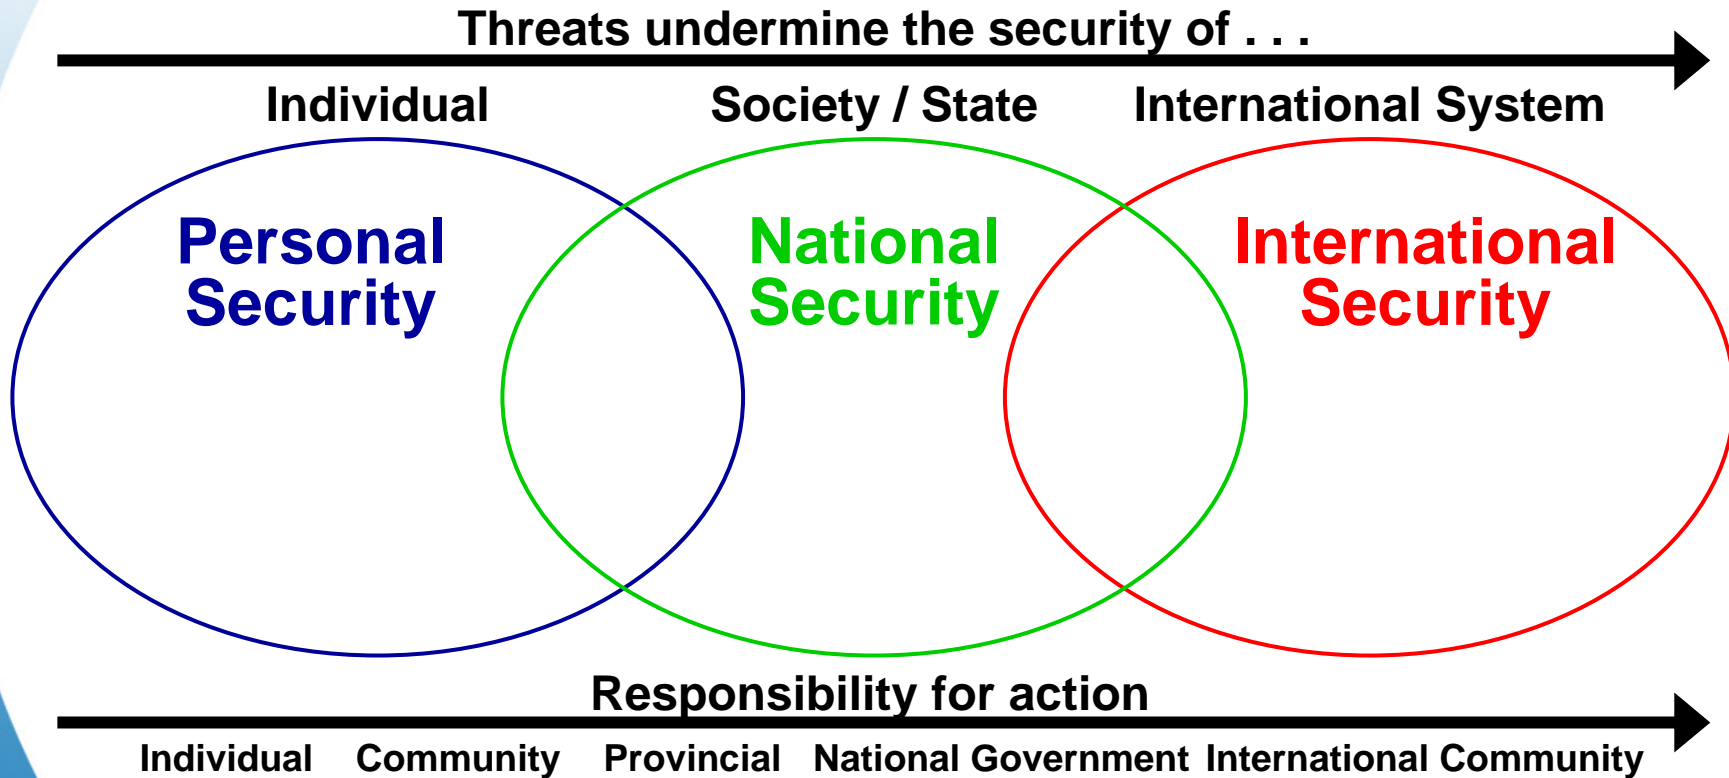 Threats undermine the security of . . .
Individual Society / State International System
Personal Security
National Security
International Security
Responsibility for action
Individual Community Provincial National Government International Community